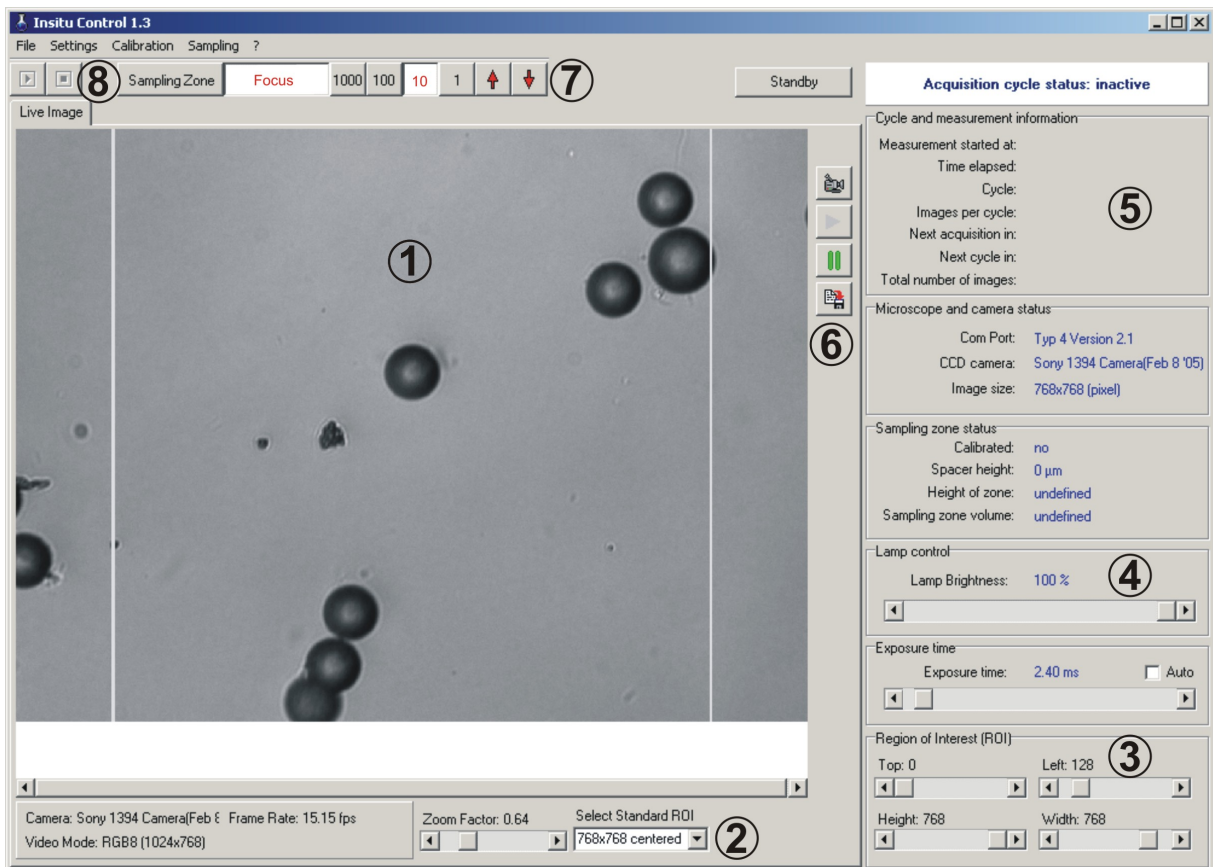 Insitu Control 1.3
File Settings Calibration Sampling ?
8 Sampling Zone Focus 1000 100 10 1 7 Standby Acquisition cycle status: inactive
Live Image
Cycle and measurement information
Measurement started at:
Time elapsed:
Cycle:
Images per cycle:
Next acquisition in:
Next cycle in:
Total number of images:
5
1
6
Microscope and camera status
Com Port: Typ 4 Version 2.1
CCD camera: Sony 1394 Camera(Feb 8 '05)
Image size: 768x768 (pixel)
Sampling zone status
Calibrated: no
Spacer height: 0 µm
Height of zone: undefined
Sampling zone volume: undefined
Lamp control
Lamp Brightness: 100 % 4
Exposure time
Exposure time: 2.40 ms Auto
Region of Interest (ROI)
Top: 0 Left: 128 3
Height: 768 Width: 768
Camera: Sony 1394 Camera(Feb 8 Frame Rate: 15.15 fps
Video Mode: RGB8 (1024x768)
Zoom Factor: 0.64
Select Standard ROI
768x768 centered 2